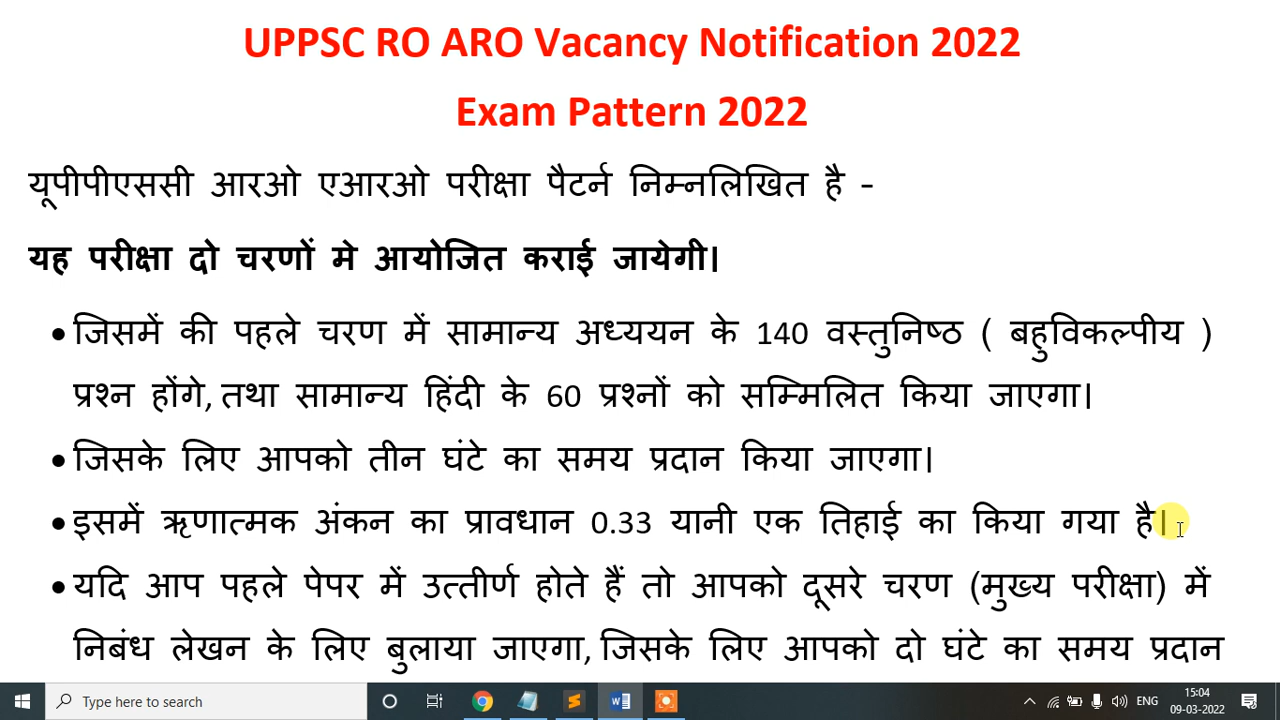 UPPSC RO ARO Vacancy Notification 2022
Exam Pattern 2022
यूपीपीएससी आरओ एआरओ परीक्षा पैटर्न निम्नलिखित है -
यह परीक्षा दो चरणों मे आयोजित कराई जायेगी।
• जिसमें की पहले चरण में सामान्य अध्ययन के 140 वस्तुनिष्ठ ( बहुविकल्पीय )
प्रश्न होंगे, तथा सामान्य हिंदी के 60 प्रश्नों को सम्मिलित किया जाएगा।
• जिसके लिए आपको तीन घंटे का समय प्रदान किया जाएगा।
• इसमें ऋणात्मक अंकन का प्रावधान 0.33 यानी एक तिहाई का किया गया है।
• यदि आप पहले पेपर में उत्तीर्ण होते हैं तो आपको दूसरे चरण (मुख्य परीक्षा) में
निबंध लेखन के लिए बुलाया जाएगा, जिसके लिए आपको दो घंटे का समय प्रदान
Type here to search
ENG
15:04
09-03-2022